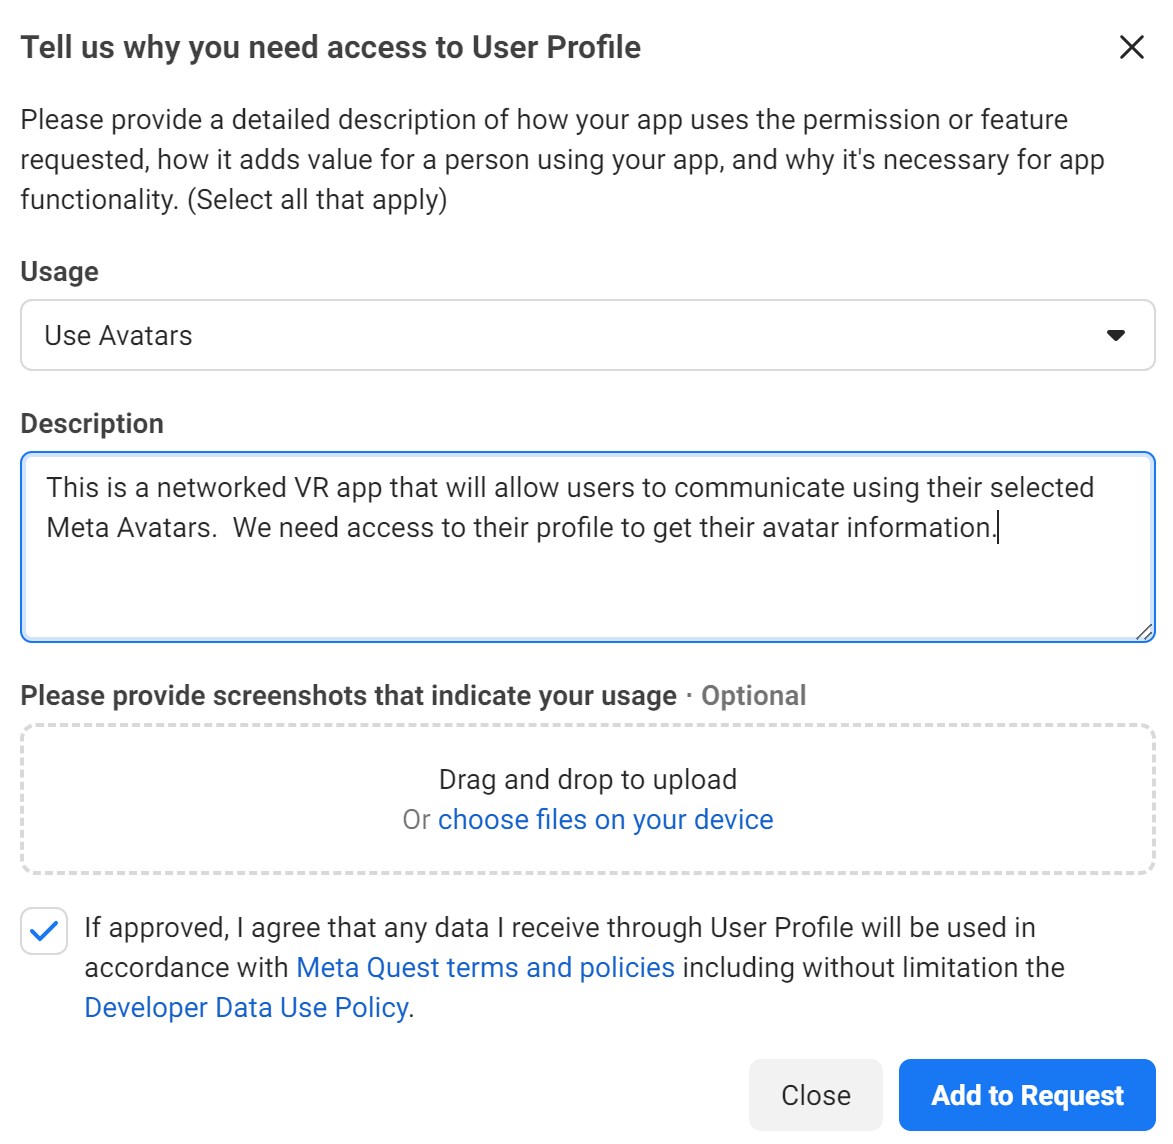 Tell us why you need access to User Profile
Please provide a detailed description of how your app uses the permission or feature
requested, how it adds value for a person using your app, and why it's necessary for app
functionality. (Select all that apply)
Usage
Use Avatars
Description
This is a networked VR app that will allow users to communicate using their selected
Meta Avatars.  We need access to their profile to get their avatar information.
Please provide screenshots that indicate your usage · Optional
Drag and drop to upload
Or choose files on your device
If approved, I agree that any data I receive through User Profile will be used in
accordance with Meta Quest terms and policies including without limitation the
Developer Data Use Policy.
Close
Add to Request